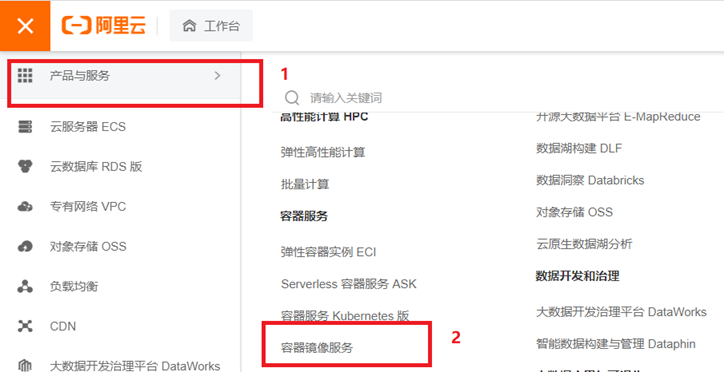 阿里云
工作台
产品与服务
1
云服务器 ECS
云数据库 RDS 版
专有网络 VPC
对象存储 OSS
负载均衡
CDN
大数据开发治理平台 DataWorks
请输入关键词
高性能计算 HPC
弹性高性能计算
批量计算
容器服务
弹性容器实例 ECI
Serverless 容器服务 ASK
容器服务 Kubernetes 版
容器镜像服务
2
开源大数据平台 E-MapReduce
数据湖构建 DLF
数据洞察 Databricks
对象存储 OSS
云原生数据湖分析
数据开发和治理
大数据开发治理平台 DataWorks
智能数据构建与管理 Dataphin